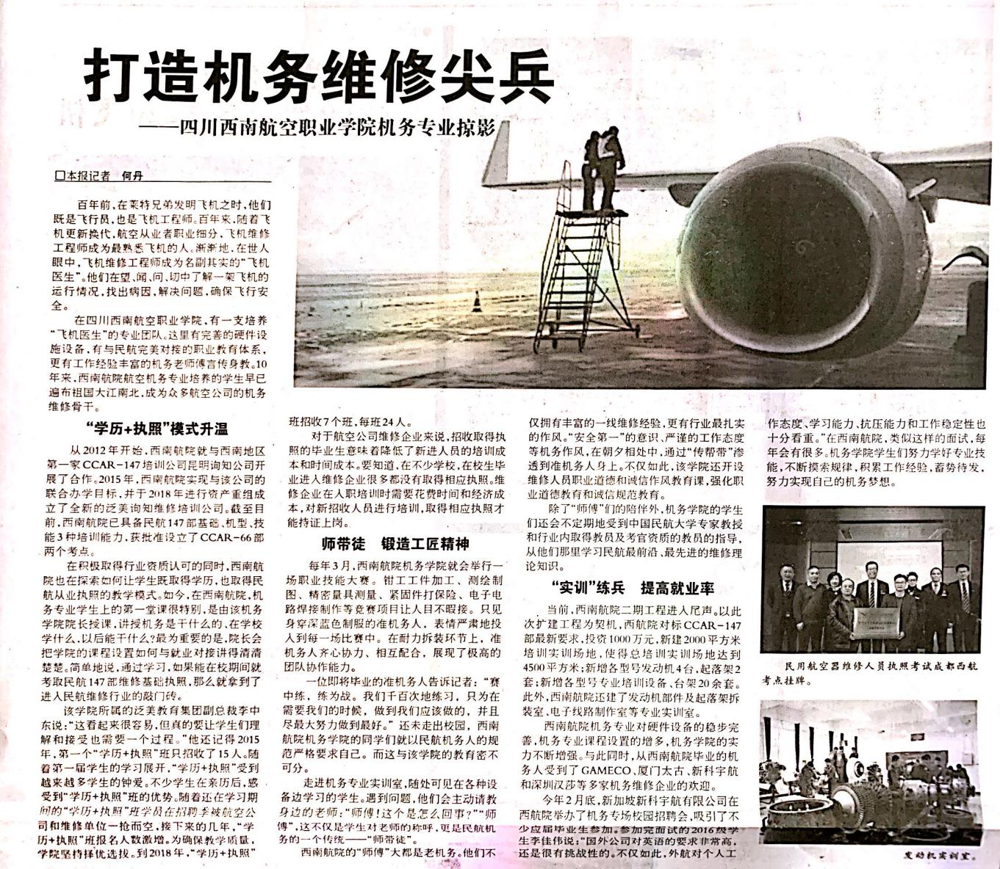 打造机务维修尖兵
——四川西南航空职业学院机务专业掠影
□本报记者 何丹
百年前，在莱特兄弟发明飞机之时，他们
既是飞行员，也是飞机工程师。百年来，随着飞
机更新换代，航空从业者职业细分，飞机维修
工程师成为最熟悉飞机的人。渐渐地，在世人
眼中，飞机维修工程师成为名副其实的“飞机
医生”。他们在望、闻、问、切中了解一架飞机的
运行情况，找出病因，解决问题，确保飞行安
全。
在四川西南航空职业学院，有一支培养
“飞机医生”的专业团队。这里有完善的硬件设
施设备，有与民航完美对接的职业教育体系，
更有工作经验丰富的机务老师傅言传身教。10
年来，西南航院航空机务专业培养的学生早已
遍布祖国大江南北，成为众多航空公司的机务
维修骨干。
“学历+执照”模式升温
从2012年开始，西南航院就与西南地区
第一家CCAR-147培训公司昆明询知公司开
展了合作。2015年，西南航院实现与该公司的
联合办学目标，并于2018年进行资产重组成
立了全新的泛美询知维修培训公司。截至目
前，西南航院已具备民航147部基础、机型、技
能3种培训能力，获批准设立了CCAR-66部
两个考点。
在积极取得行业资质认可的同时，西南航
院也在探索如何让学生既取得学历，也取得民
航从业执照的教学模式。如今，在西南航院，机
务专业学生上的第一堂课很特别，是由该机务
学院院长授课，讲授机务是干什么的、在学校
学什么，以后能干什么？最为重要的是，院长会
把学院的课程设置如何与就业对接讲得清清
楚楚。简单地说，通过学习，如果能在校期间就
考取民航147部维修基础执照，那么就拿到了
进入民航维修行业的敲门砖。
该学院所属的泛美教育集团副总裁李中
东说：“这看起来很容易，但真的要让学生们理
解和接受也需要一个过程。”他还记得2015
年，第一个“学历+执照”班只招收了15人。随
着第一届学生的学习展开，“学历+执照”受到
越来越多学生的钟爱。不少学生在亲历后，感
受到“学历+执照”班的优势。随着还在学习期
间的“学历+执照”班学员在招聘季被航空公
司和维修单位一抢而空，接下来的几年，“学
历+执照”班报名人数激增。为确保教学质量，
学院坚持择优选拔。到2018年，“学历+执照”
班招收7个班，每班24人。
对于航空公司维修企业来说，招收取得执
照的毕业生意味着降低了新进人员的培训成
本和时间成本。要知道，在不少学校，在校生毕
业进入维修企业很多都没有取得相应执照。维
修企业在入职培训时需要花费时间和经济成
本，对新招收人员进行培训，取得相应执照才
能持证上岗。
师带徒 锻造工匠精神
每年3月，西南航院机务学院就会举行一
场职业技能大赛。钳工工件加工、测绘制
图、精密量具测量、紧固件打保险、电子电
路焊接制作等竞赛项目让人目不暇接。只见
身穿深蓝色制服的准机务人，表情严肃地投
入到每一场比赛中。在耐力拆装环节上，准
机务人齐心协力、相互配合，展现了极高的
团队协作能力。
一位即将毕业的准机务人告诉记者：“赛
中练，练为战。我们千百次地练习，只为在
需要我们的时候，做到我们应该做的，并且
尽最大努力做到最好。”还未走出校园，西南
航院机务学院的同学们就以民航机务人的规
范严格要求自己。而这与该学院的教育密不
可分。
走进机务专业实训室，随处可见在各种设
备边学习的学生。遇到问题，他们会主动请教
身边的老师：“师傅！这个是怎么回事？”“师
傅”，这不仅是学生对老师的称呼，更是民航机
务的一个传统——“师带徒”。
西南航院的“师傅”大都是老机务。他们不
仅拥有丰富的一线维修经验，更有行业最扎实
的作风。“安全第一”的意识、严谨的工作态度
等机务作风，在朝夕相处中，通过“传帮带”渗
透到准机务人身上。不仅如此，该学院还开设
维修人员职业道德和诚信作风教育课，强化职
业道德教育和诚信规范教育。
除了“师傅”们的陪伴外，机务学院的学生
们还会不定期地受到中国民航大学专家教授
和行业内取得教员及考官资质的教员的指导，
从他们那里学习民航最前沿、最先进的维修理
论知识。
“实训”练兵 提高就业率
当前，西南航院二期工程进入尾声。以此
次扩建工程为契机，西航院对标CCAR-147
部最新要求，投资1000万元，新建2000平方米
培训实训场地，使得总培训实训场地达到
4500平方米；新增各型号发动机4台，起落架2
套；新增各型号专业培训设备、台架20余套。
此外，西南航院还建了发动机部件及起落架拆
装室、电子线路制作室等专业实训室。
西南航院机务专业对硬件设备的稳步完
善，机务专业课程设置的增多，机务学院的实
力不断增强。与此同时，从西南航院毕业的机
务人受到了GAMECO、厦门太古、新科宇航
和深圳汉莎等多家机务维修企业的欢迎。
今年2月底，新加坡新科宇航有限公司在
西航院举办了机务专场校园招聘会，吸引了不
少应届毕业生参加。参加完面试的2016级学
生李佳伟说：“国外公司对英语的要求非常高，
还是很有挑战性的。不仅如此，外航对个人工
作态度、学习能力、抗压能力和工作稳定性也
十分看重。”在西南航院，类似这样的面试，每
年会有很多。机务学院学生们努力学好专业技
能，不断摸索规律，积累工作经验，蓄势待发，
努力实现自己的机务梦想。
民用航空器维修人员执照考试成都西航
考点挂牌。
发动机实训室。